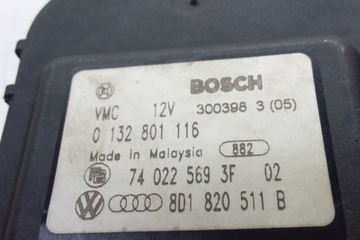 BOSCH
VMC 12V 300398 3 (05)
0 132 801 116
Made in Malaysia 882
74 022 569 3F 02
8D1 820 511 B